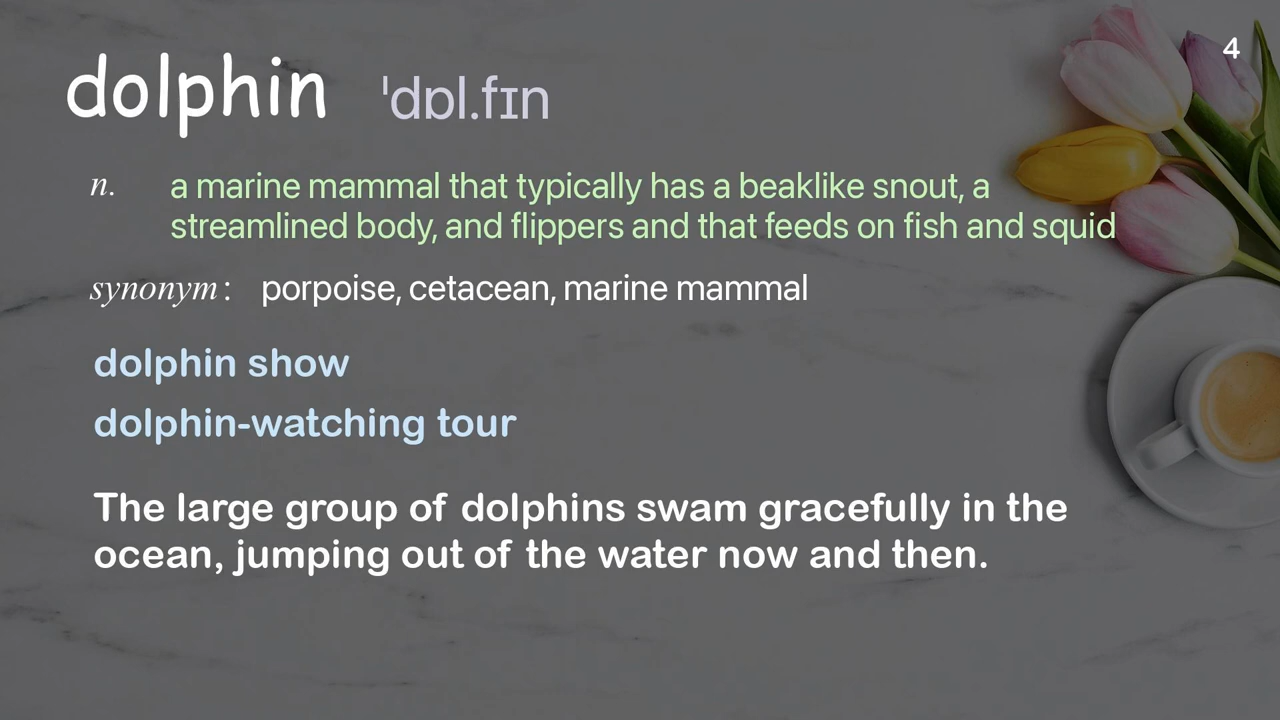 4
dolphin ˈdɒl.fɪn
n. a marine mammal that typically has a beaklike snout, a
streamlined body, and flippers and that feeds on fish and squid
synonym: porpoise, cetacean, marine mammal
dolphin show
dolphin-watching tour
The large group of dolphins swam gracefully in the
ocean, jumping out of the water now and then.